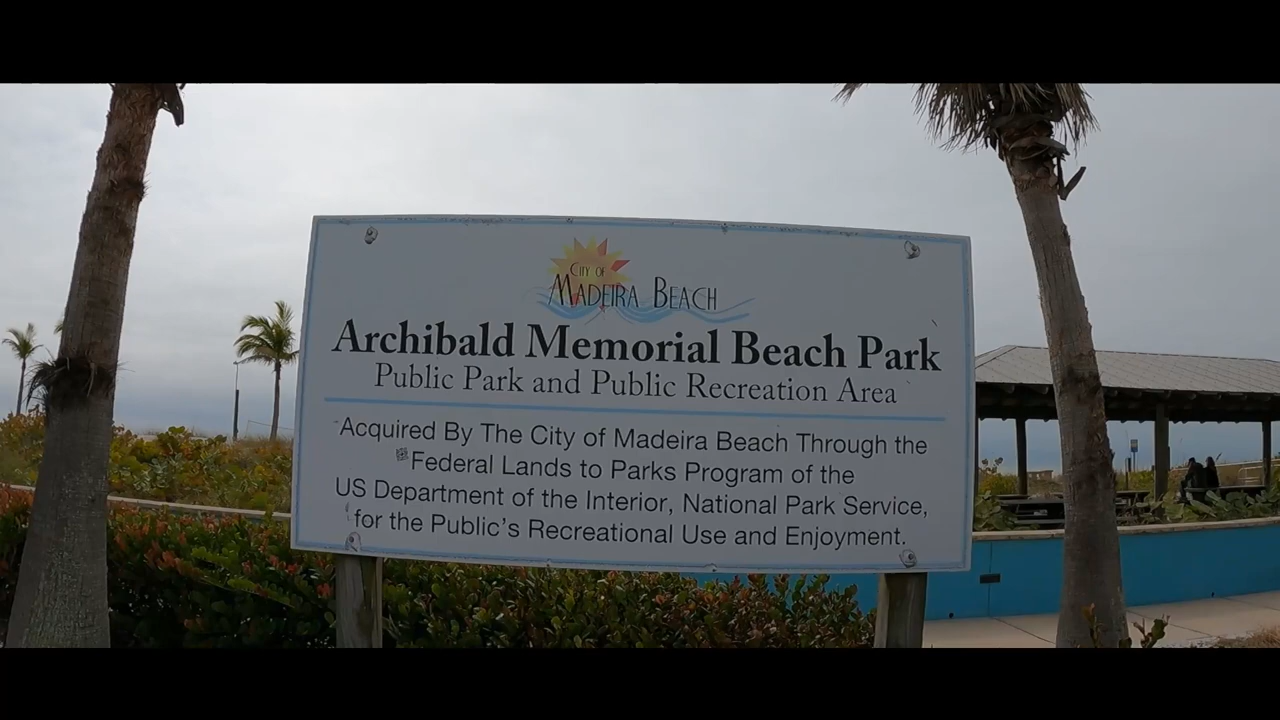 City of
Madeira Beach
Archibald Memorial Beach Park
Public Park and Public Recreation Area
Acquired By The City of Madeira Beach Through the
Federal Lands to Parks Program of the
US Department of the Interior, National Park Service,
for the Public's Recreational Use and Enjoyment.